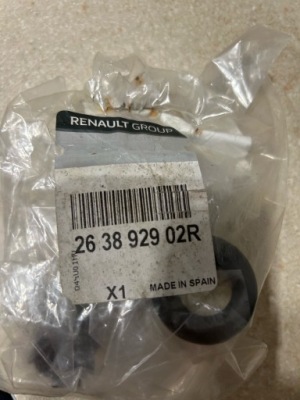 RENAULT GROUP
26 38 929 02R
X1
MADE IN SPAIN